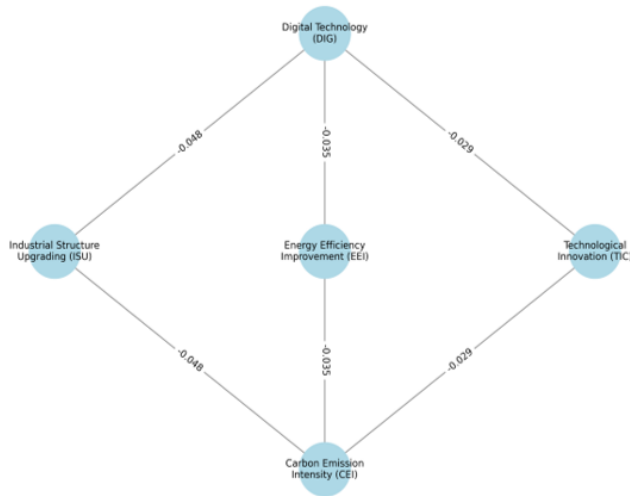 Digital Technology
(DIG)
-0.048
-0.035
-0.029
Industrial Structure
Upgrading (ISU)
Energy Efficiency
Improvement (EEI)
Technological
Innovation (TIC)
-0.048
-0.035
-0.029
Carbon Emission
Intensity (CEI)